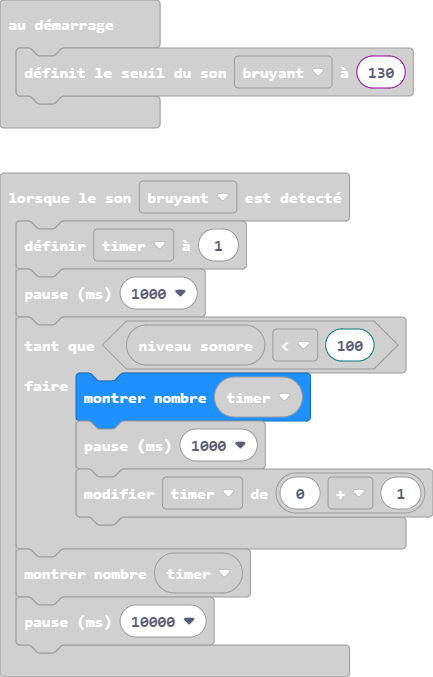 au démarrage
définit le seuil du son bruyant à 130
lorsque le son bruyant est detecté
définir timer à 1
pause (ms) 1000
tant que niveau sonore < 100
faire
montrer nombre timer
pause (ms) 1000
modifier timer de 0 + 1
montrer nombre timer
pause (ms) 10000